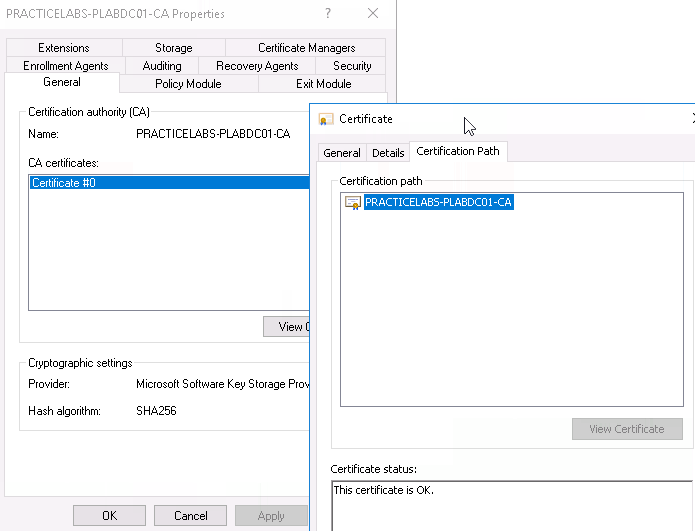 PRACTICELABS-PLABDC01-CA Properties ?
Extensions Storage Certificate Managers
Enrollment Agents Auditing Recovery Agents Security
General Policy Module Exit Module
Certification authority (CA)
Name: PRACTICELABS-PLABDC01-CA
CA certificates:
Certificate #0
View
Cryptographic settings
Provider: Microsoft Software Key Storage
Hash algorithm: SHA256
OK Cancel Apply
Certificate
General Details Certification Path
Certification path
PRACTICELABS-PLABDC01-CA
View Certificate
Certificate status:
This certificate is OK.